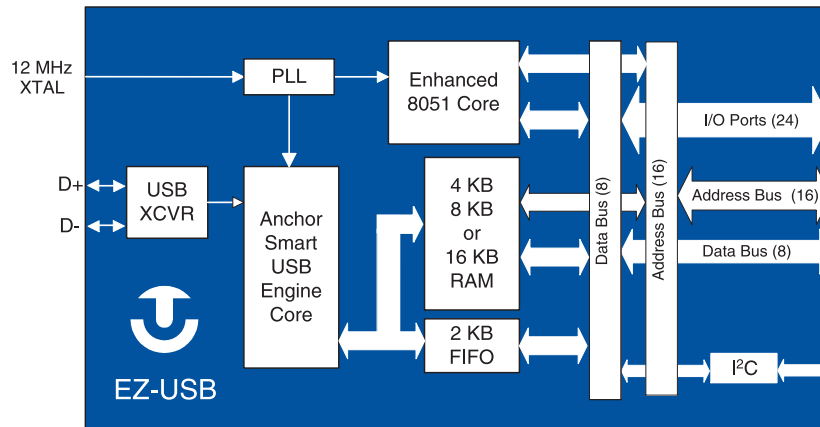 12 MHz
XTAL
PLL
Enhanced
8051 Core
D+
D-
USB
XCVR
Anchor
Smart
USB
Engine
Core
4 KB
8 KB
or
16 KB
RAM
2 KB
FIFO
Data Bus (8)
Address Bus (16)
I/O Ports (24)
Address Bus (16)
Data Bus (8)
I²C
EZ-USB